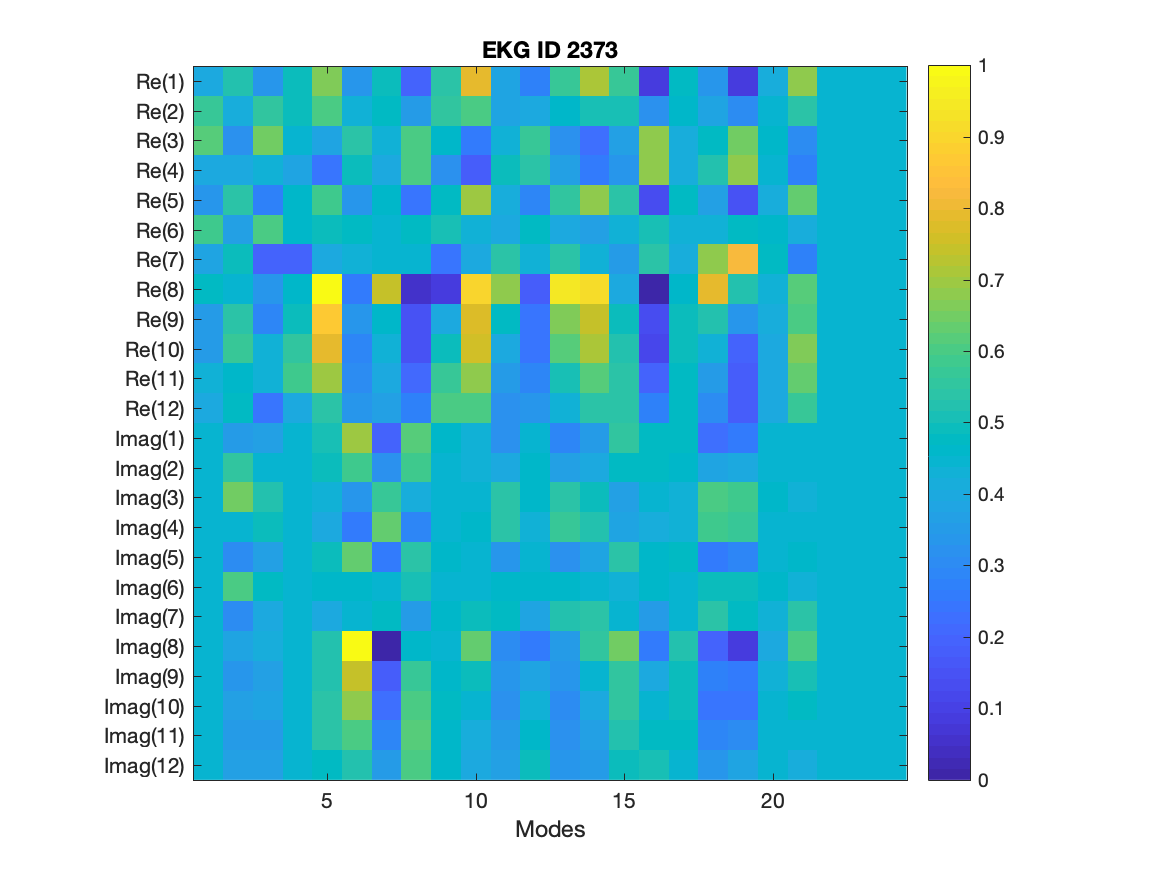 EKG ID 2373
Re(1)
Re(2)
Re(3)
Re(4)
Re(5)
Re(6)
Re(7)
Re(8)
Re(9)
Re(10)
Re(11)
Re(12)
Imag(1)
Imag(2)
Imag(3)
Imag(4)
Imag(5)
Imag(6)
Imag(7)
Imag(8)
Imag(9)
Imag(10)
Imag(11)
Imag(12)
5 10 15 20
Modes
1
0.9
0.8
0.7
0.6
0.5
0.4
0.3
0.2
0.1
0